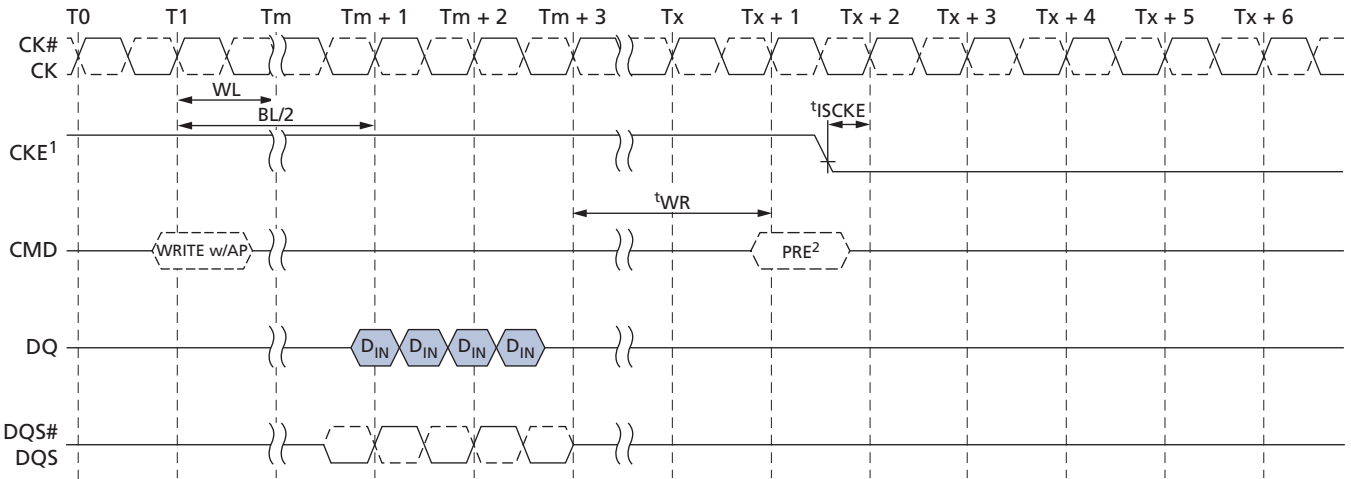 T0 T1 Tm Tm + 1 Tm + 2 Tm + 3 Tx Tx + 1 Tx + 2 Tx + 3 Tx + 4 Tx + 5 Tx + 6
CK#
CK
WL
BL/2
tISCKE
CKE1
tWR
CMD WRITE w/AP PRE2
DQ DIN DIN DIN DIN
DQS#
DQS